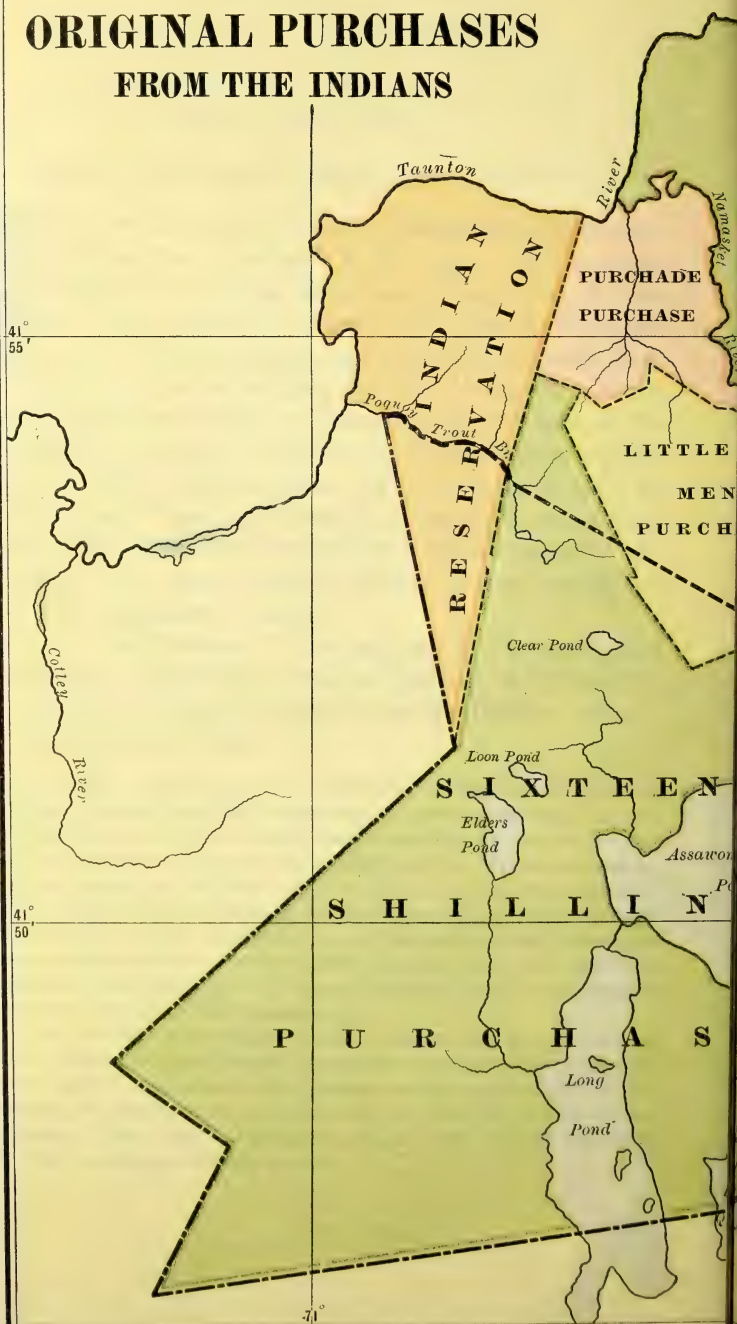 ORIGINAL PURCHASES
FROM THE INDIANS
Taunton
River
Namasket
INDIAN
RESERVATION
PURCHADE
PURCHASE
41°
55'
Poquoy
Trout
LITTLE
MEN
PURCH
Clear Pond
Cotley
River
Loon Pond
SIXTEEN
Elders
Pond
Assawom
41°
50'
SHILLIN
PURCHAS
Long
Pond
71°